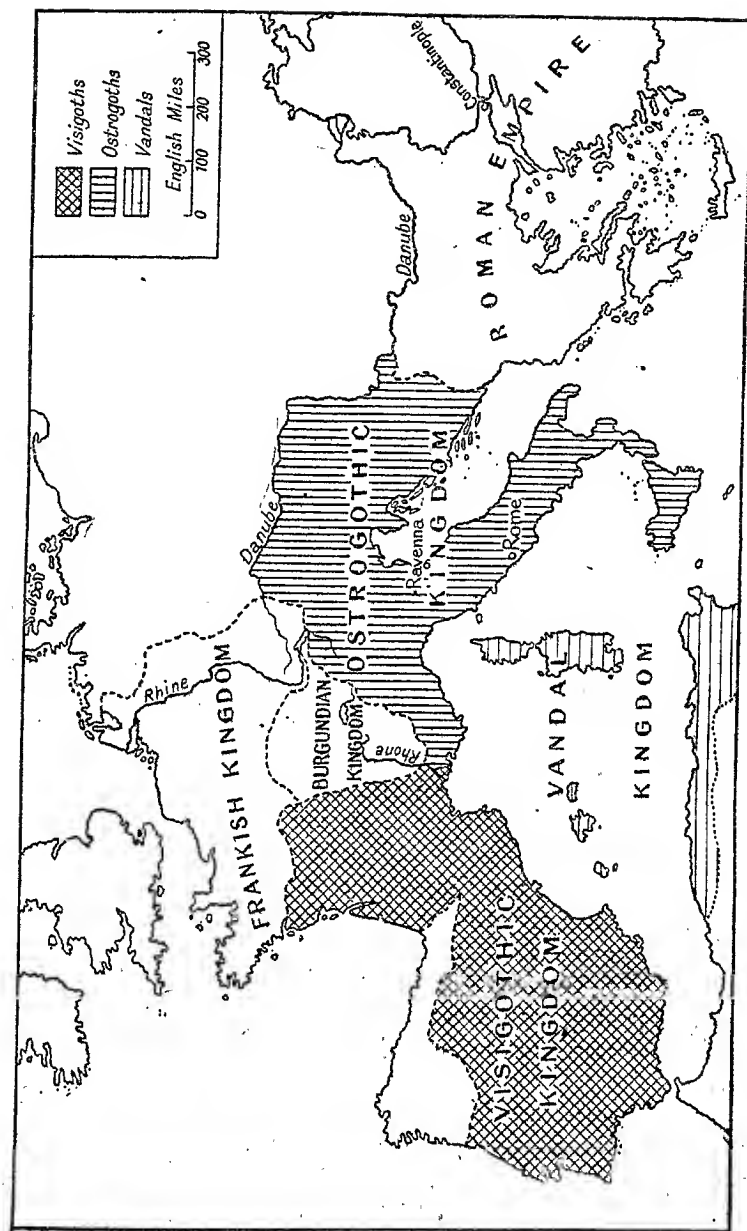 Visigoths
Ostrogoths
Vandals
English Miles
0 100 200 300
Rhine
FRANKISH KINGDOM
BURGUNDIAN
KINGDOM
Rhone
Danube
OSTROGOTHIC
KINGDOM
Ravenna
Rome
Danube
ROMAN EMPIRE
Constantinople
VISIGOTHIC
KINGDOM
VANDAL
KINGDOM